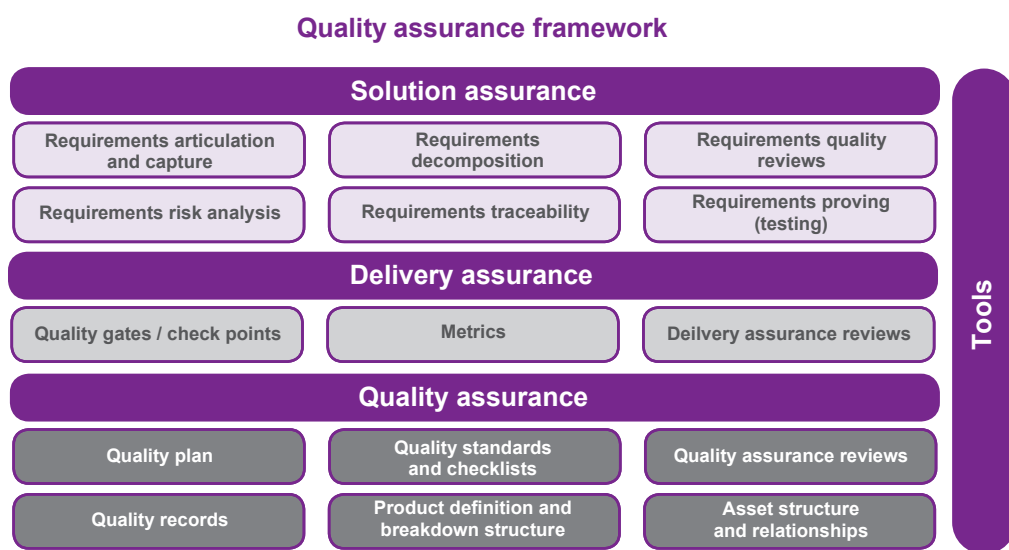 Quality assurance framework
Solution assurance
Requirements articulation
and capture
Requirements
decomposition
Requirements quality
reviews
Requirements risk analysis
Requirements traceability
Requirements proving
(testing)
Delivery assurance
Quality gates / check points
Metrics
Deilvery assurance reviews
Quality assurance
Quality plan
Quality standards
and checklists
Quality assurance reviews
Quality records
Product definition and
breakdown structure
Asset structure
and relationships
Tools